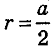 r = a/2